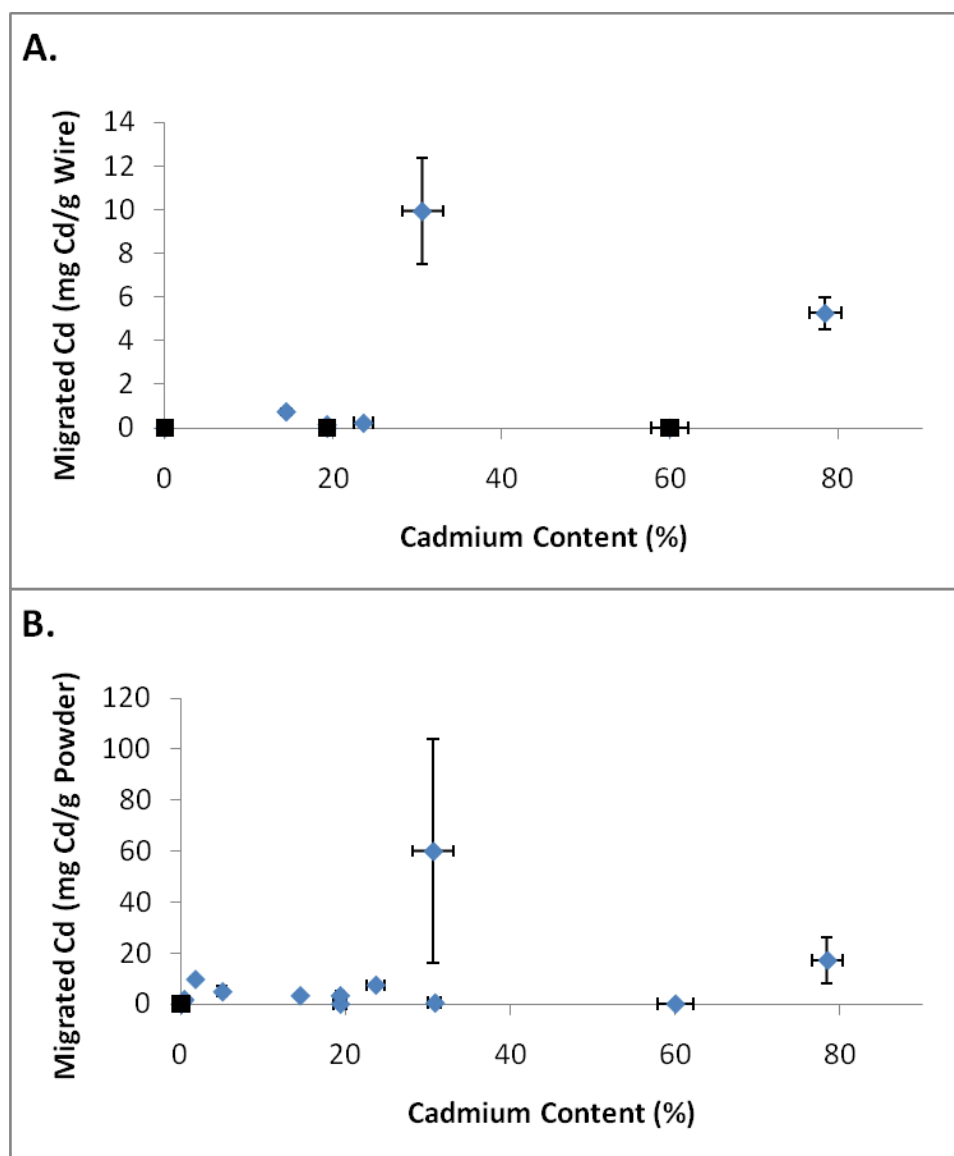 A.
Migrated Cd (mg Cd/g Wire)
14
12
10
8
6
4
2
0
0 20 40 60 80
Cadmium Content (%)
B.
Migrated Cd (mg Cd/g Powder)
120
100
80
60
40
20
0
0 20 40 60 80
Cadmium Content (%)